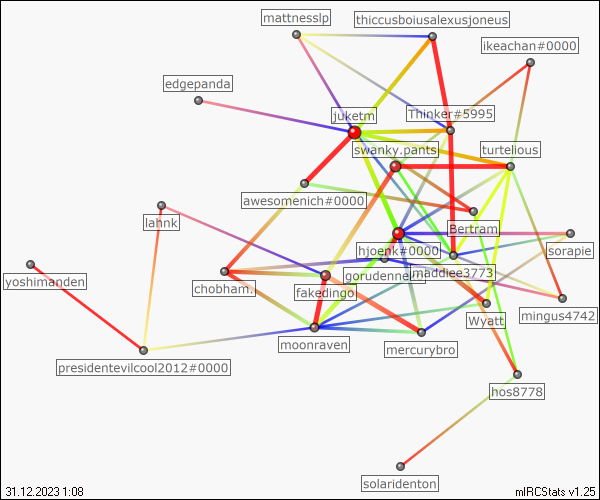 mattnesslp
thiccusboiusalexusjoneus
ikeachan#0000
edgepanda
juketm
Thinker#5995
swanky.pants
turtelious
awesomenich#0000
lahnk
Bertram
hjoenk#0000
sorapie
yoshimanden
chobham.
fakedingo
gorudennei
maddiee3773
Wyatt
mingus4742
moonraven
mercurybro
presidentevilcool2012#0000
hos8778
solaridenton
31.12.2023 1:08
mIRCStats v1.25